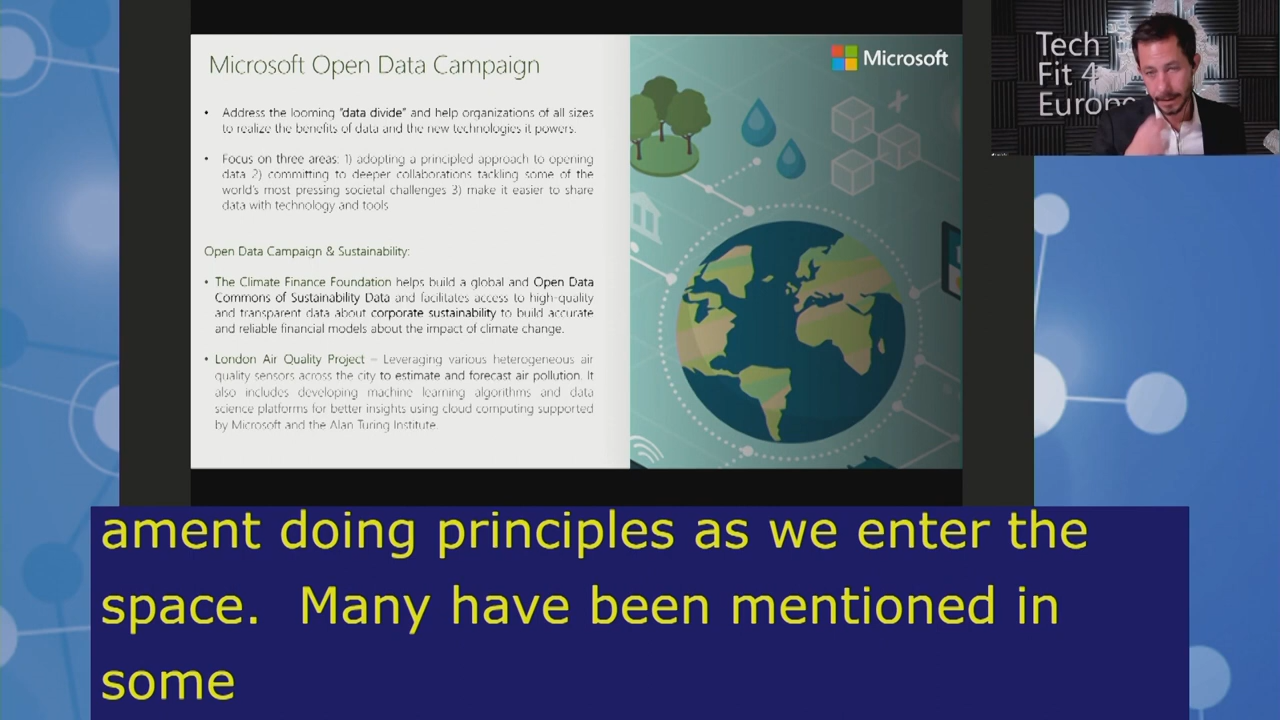 Microsoft Open Data Campaign
Microsoft
• Address the looming "data divide" and help organizations of all sizes
to realize the benefits of data and the new technologies it powers.
• Focus on three areas: 1) adopting a principled approach to opening
data 2) committing to deeper collaborations tackling some of the
world's most pressing societal challenges 3) make it easier to share
data with technology and tools
Open Data Campaign & Sustainability:
• The Climate Finance Foundation helps build a global and Open Data
Commons of Sustainability Data and facilitates access to high-quality
and transparent data about corporate sustainability to build accurate
and reliable financial models about the impact of climate change.
• London Air Quality Project – Leveraging various heterogeneous air
quality sensors across the city to estimate and forecast air pollution. It
also includes developing machine learning algorithms and data
science platforms for better insights using cloud computing supported
by Microsoft and the Alan Turing Institute.
Tech
Fit 4
Europe
ament doing principles as we enter the
space. Many have been mentioned in
some